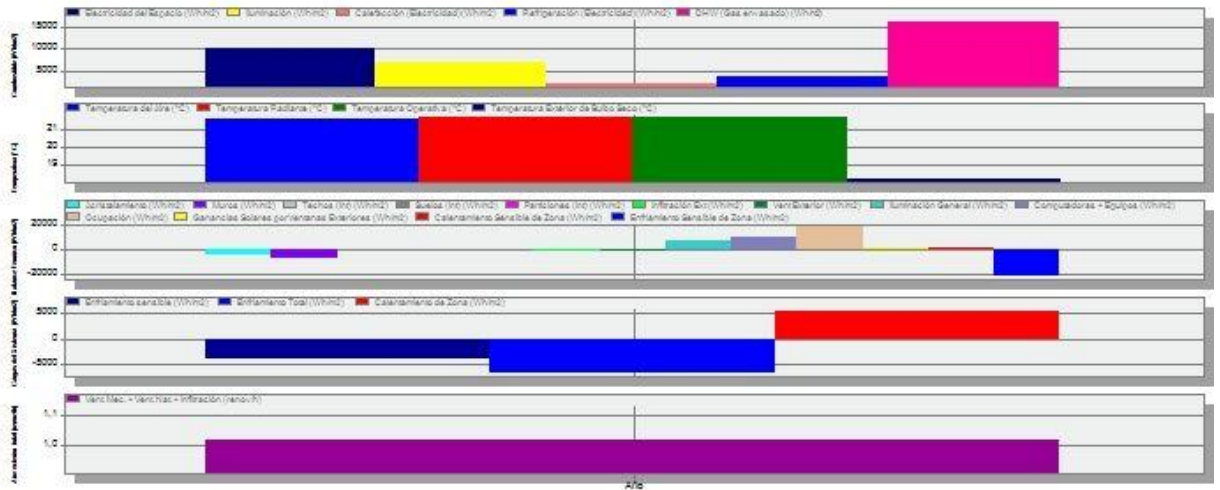 Electricidad del Espacio (Wh/m2) Iluminación (Wh/m2) Calefacción (Electricidad) (Wh/m2) Refrigeración (Electricidad) (Wh/m2) DHW (Gas envasado) (Wh/m2)
15000
10000
5000
Temperatura del Aire (°C) Temperatura Radiante (°C) Temperatura Operativa (°C) Temperatura Exterior de Bulbo Seco (°C)
Temperatura (°C)
21
20
19
Acristalamiento (Wh/m2) Muros (Wh/m2) Techos (Int) (Wh/m2) Suelos (Int) (Wh/m2) Particiones (Int) (Wh/m2) Infiltración Ext (Wh/m2) Vent Exterior (Wh/m2) Iluminación General (Wh/m2) Computadoras + Equipos (Wh/m2)
Ocupación (Wh/m2) Ganancias Solares por Ventanas Exteriores (Wh/m2) Calentamiento Sensible de Zona (Wh/m2) Enfriamiento Sensible de Zona (Wh/m2)
20000
0
-20000
Enfriamiento sensible (Wh/m2) Enfriamiento Total (Wh/m2) Calentamiento de Zona (Wh/m2)
5000
0
-5000
Vent Mec. + Vent Nat + Infiltración (renov/h)
1,1
1,0
Año